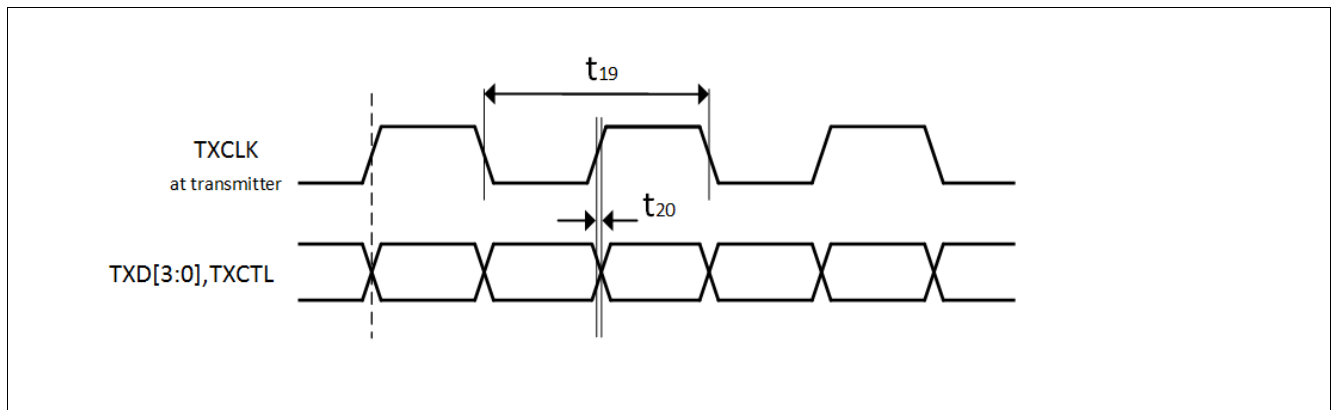 t19
TXCLK
at transmitter
t20
TXD[3:0],TXCTL